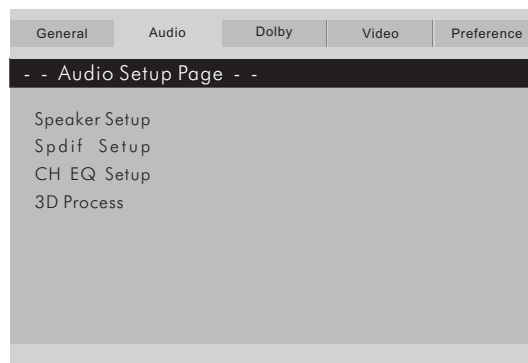 General Audio Dolby Video Preference
- - Audio Setup Page - -
Speaker Setup
Spdif Setup
CH EQ Setup
3D Process